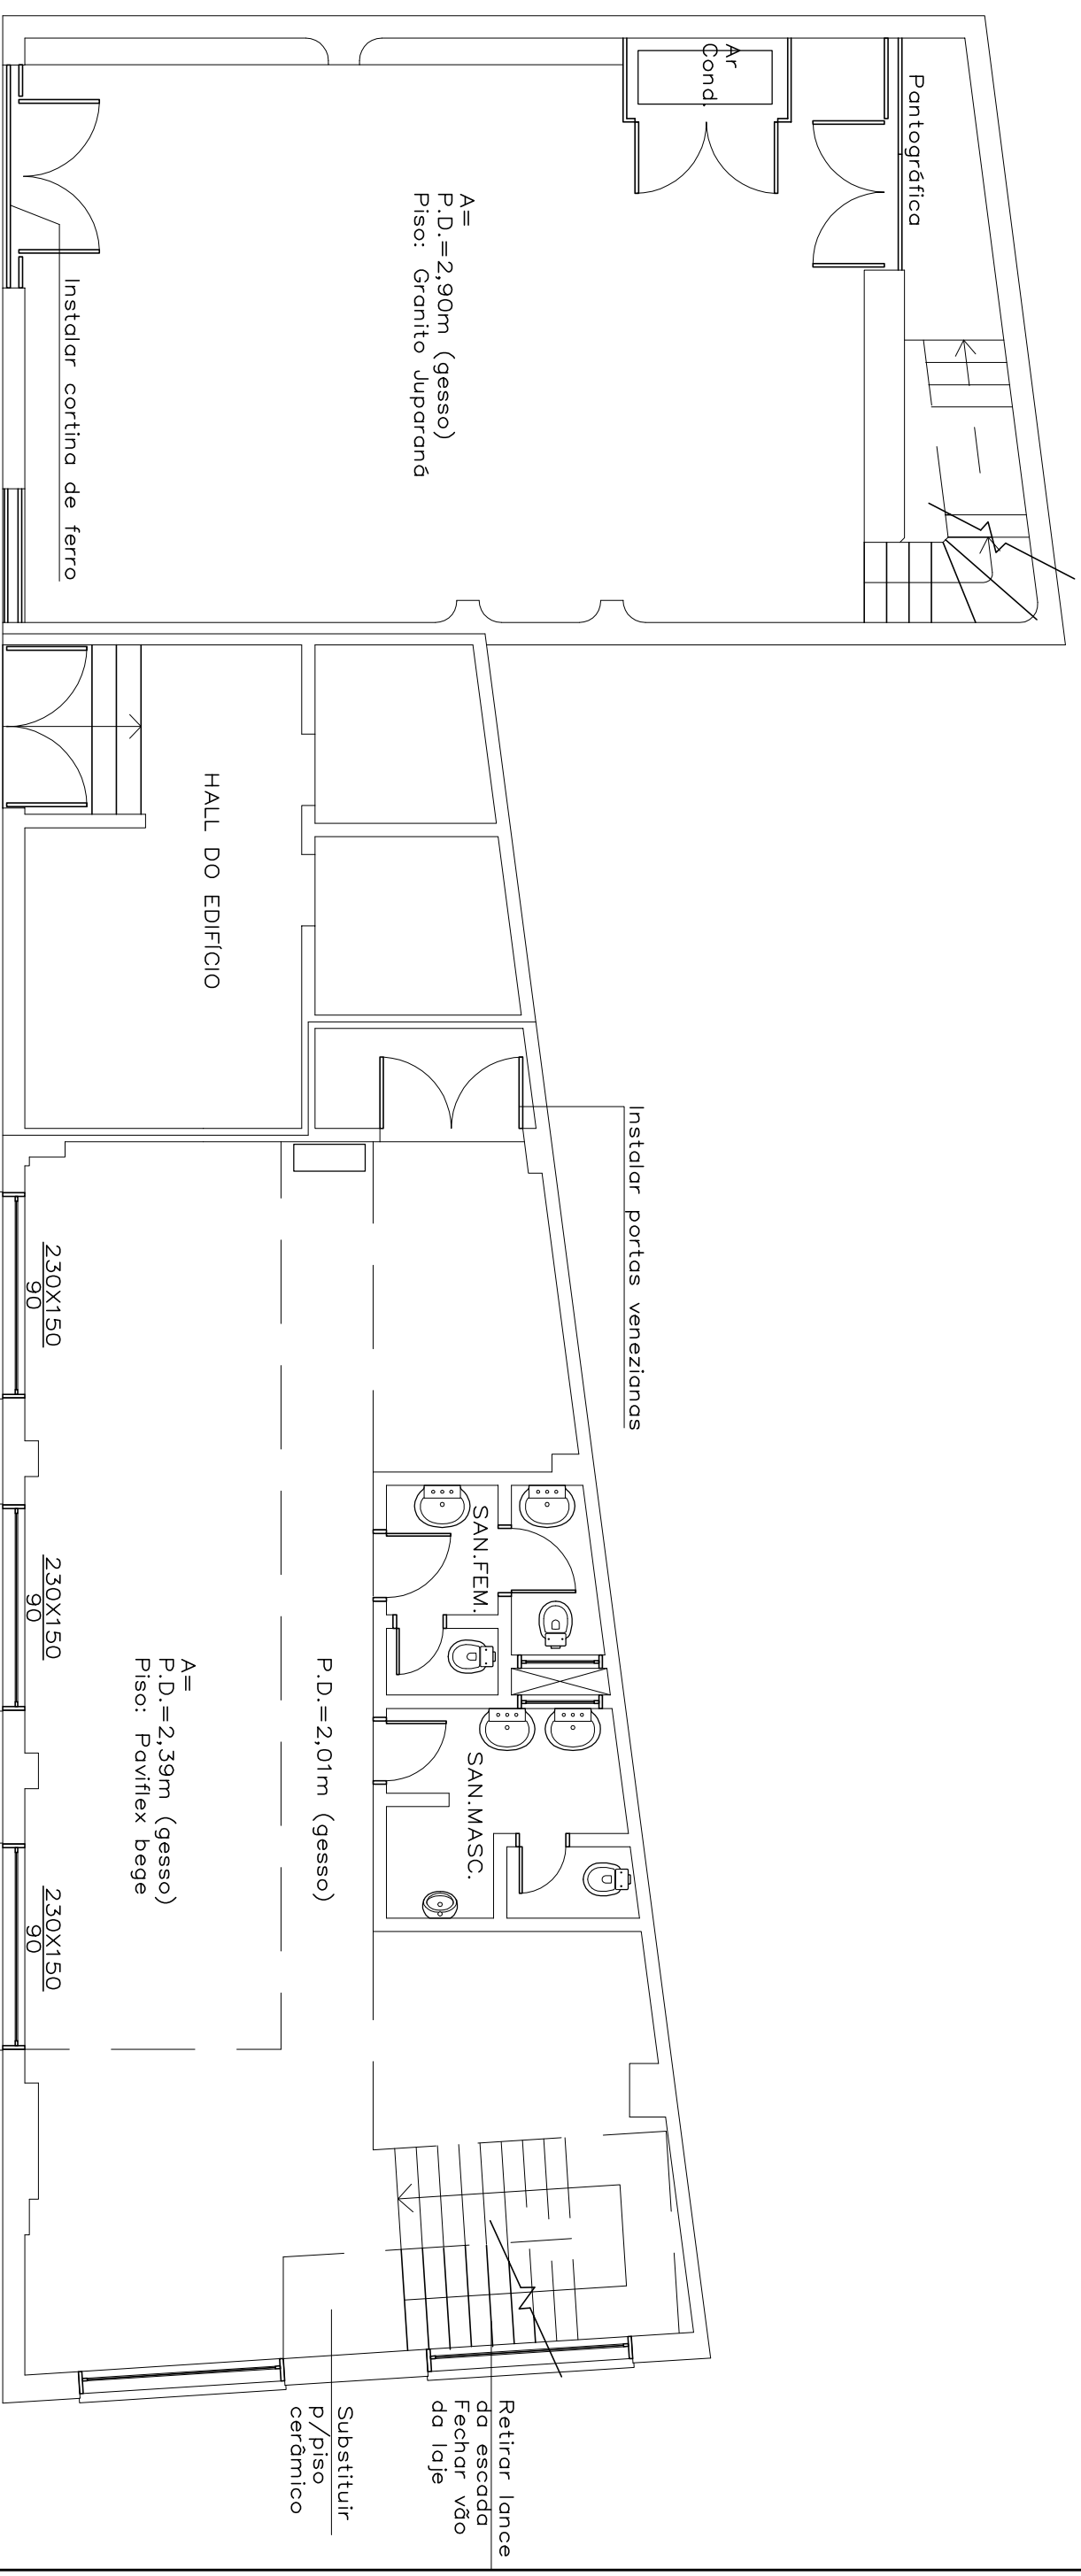 Pantográfica
Ar
Cond.
A=
P.D.=2,90m (gesso)
Piso: Granito Juparaná
Instalar cortina de ferro
HALL DO EDIFÍCIO
Instalar portas venezianas
230X150
90
230X150
90
230X150
90
SAN.FEM.
SAN.MASC.
P.D.=2,01m (gesso)
A=
P.D.=2,39m (gesso)
Piso: Paviflex bege
Retirar lance
da escada
Fechar vão
da laje
Substituir
p/piso
cerâmico